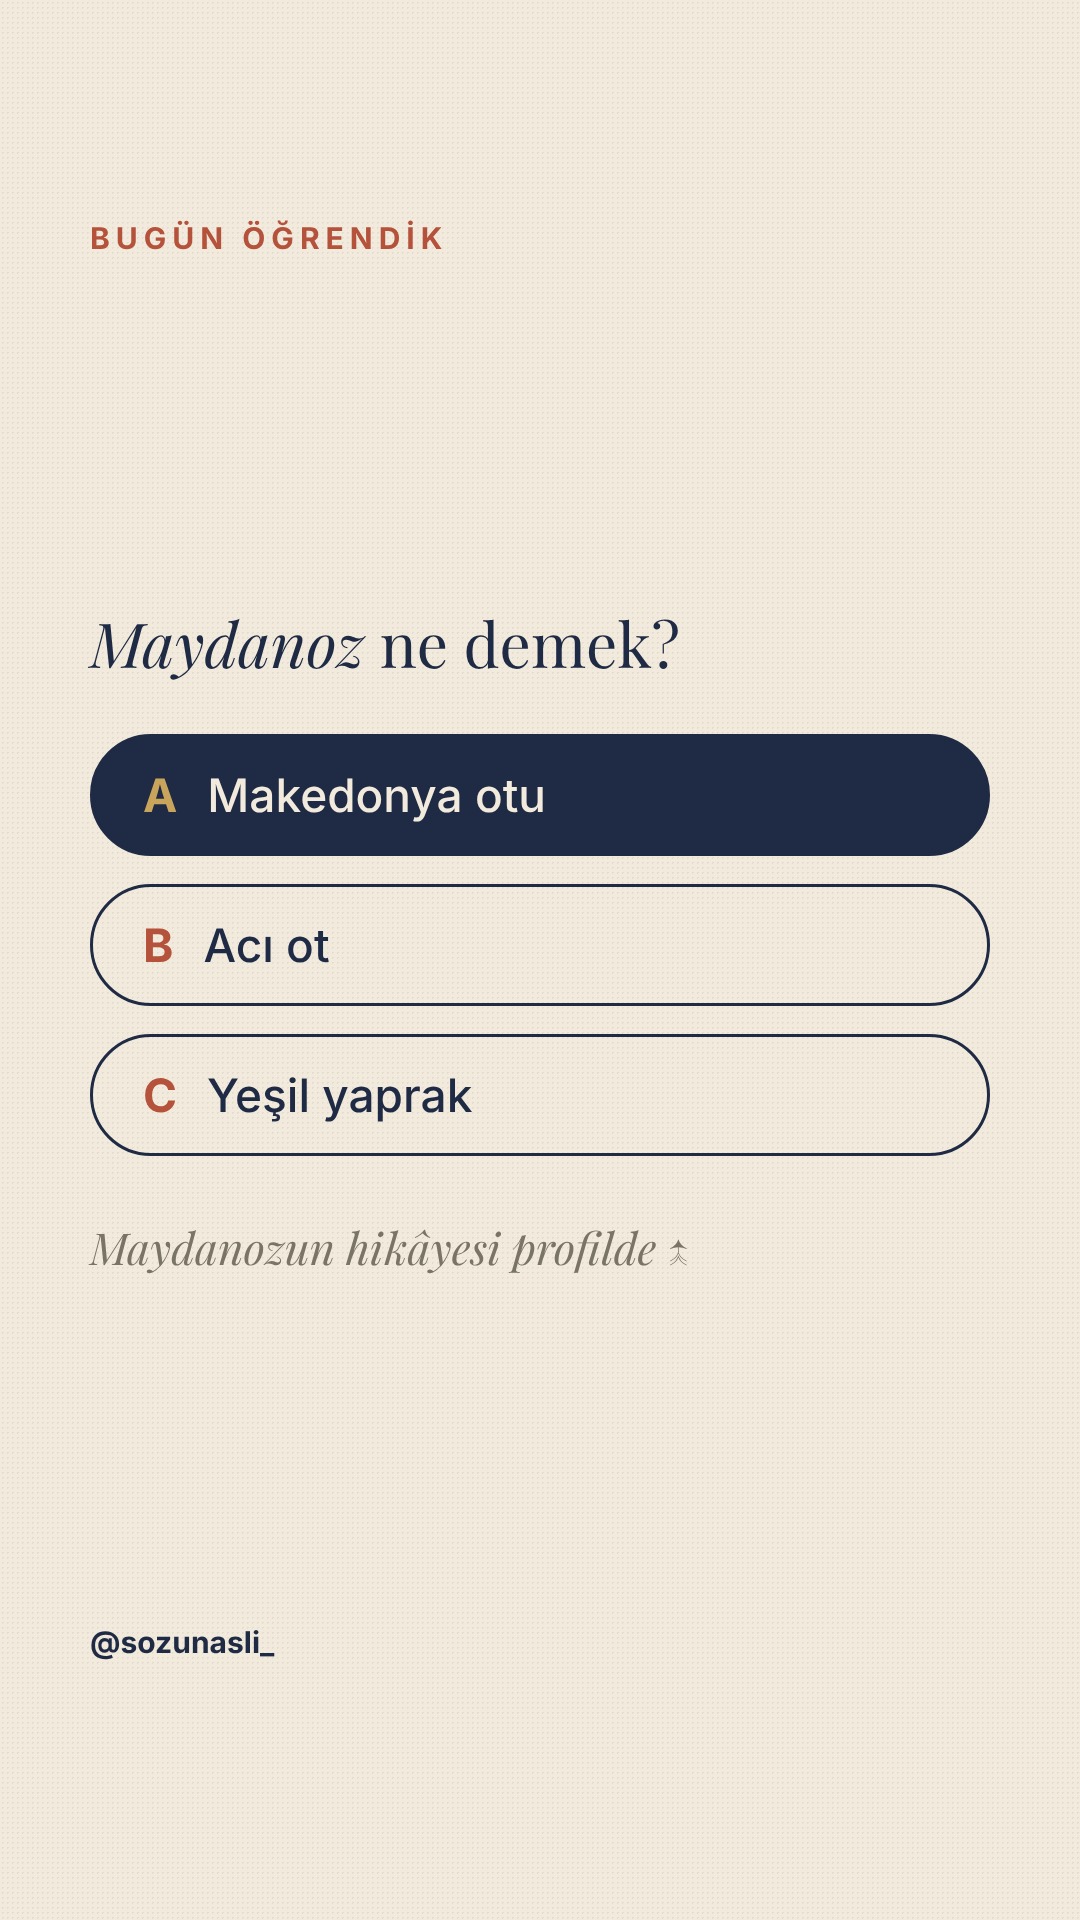 BUGÜN ÖĞRENDİK
Maydanoz ne demek?
A Makedonya otu
B Acı ot
C Yeşil yaprak
Maydanozun hikâyesi profilde
@sozunasli_